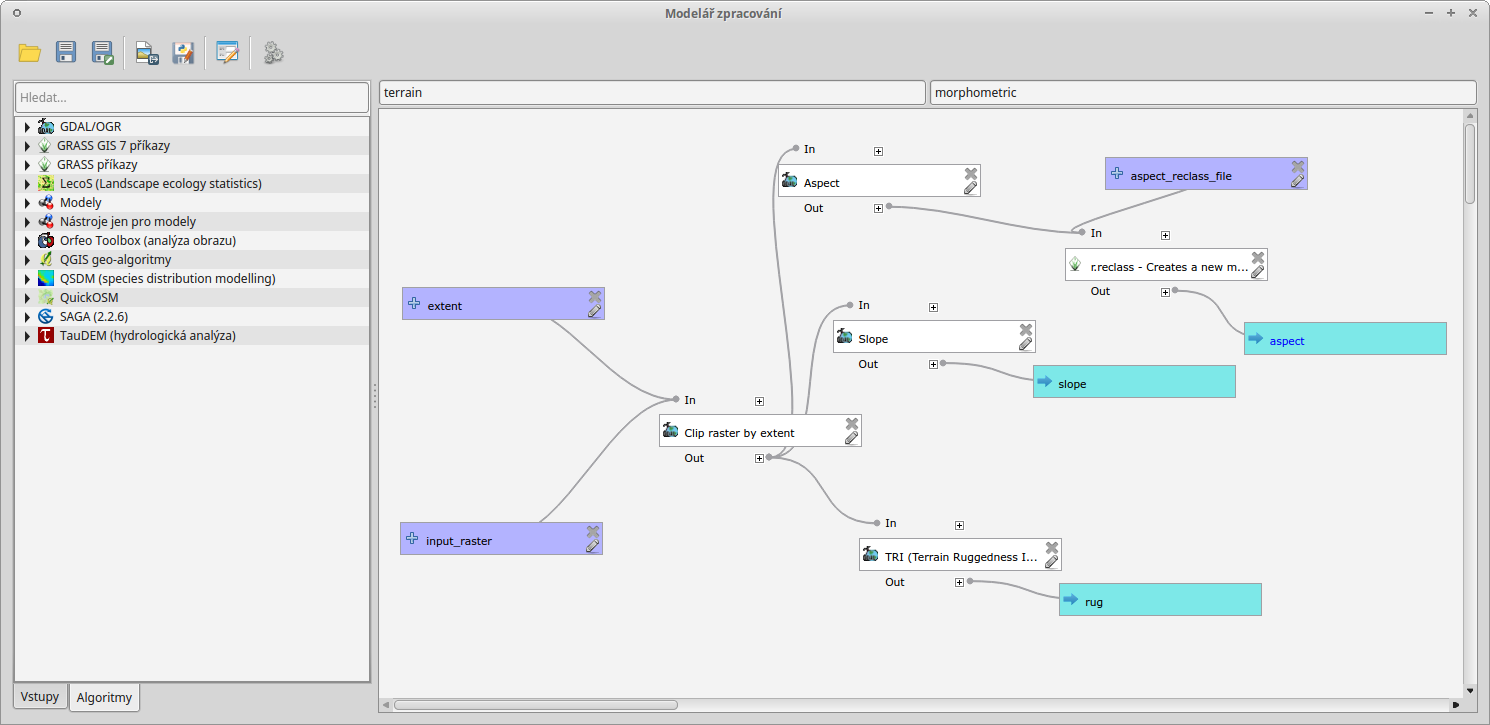 Modelář zpracování
Hledat...
GDAL/OGR
GRASS GIS 7 příkazy
GRASS příkazy
LecoS (Landscape ecology statistics)
Modely
Nástroje jen pro modely
Orfeo Toolbox (analýza obrazu)
QGIS geo-algoritmy
QSDM (species distribution modelling)
QuickOSM
SAGA (2.2.6)
TauDEM (hydrologická analýza)
Vstupy
Algoritmy
terrain
morphometric
In
Aspect
Out
aspect_reclass_file
In
r.reclass - Creates a new m...
Out
aspect
extent
In
Slope
Out
slope
In
Clip raster by extent
Out
input_raster
In
TRI (Terrain Ruggedness I...
Out
rug